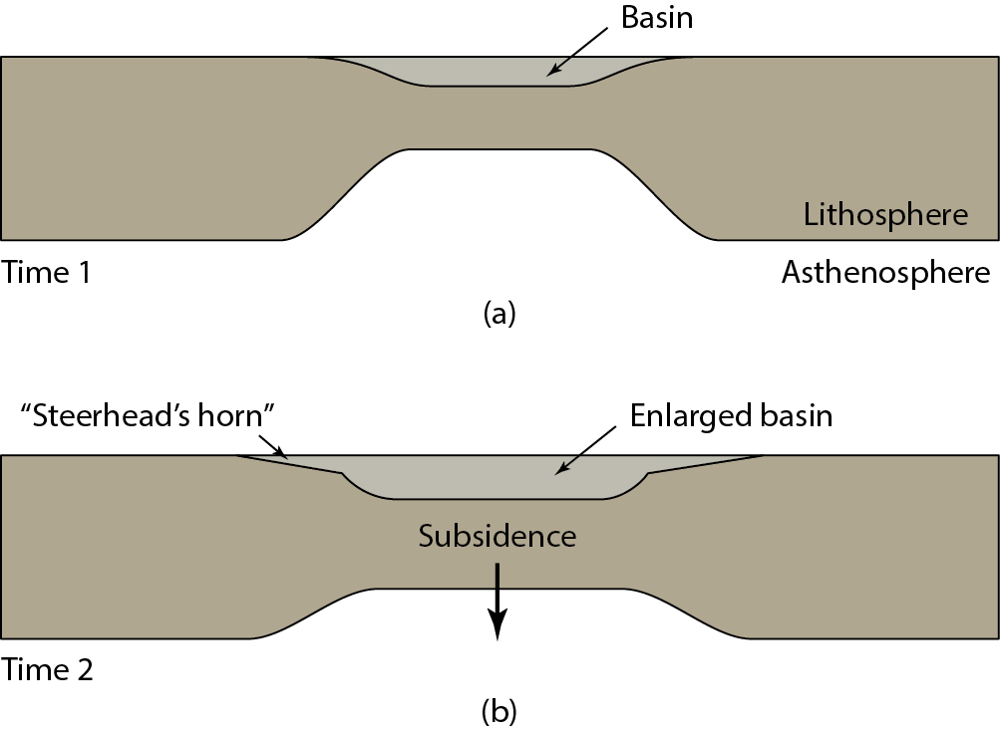 Basin
Lithosphere
Time 1
Asthenosphere
(a)
“Steerhead’s horn”
Enlarged basin
Subsidence
Time 2
(b)